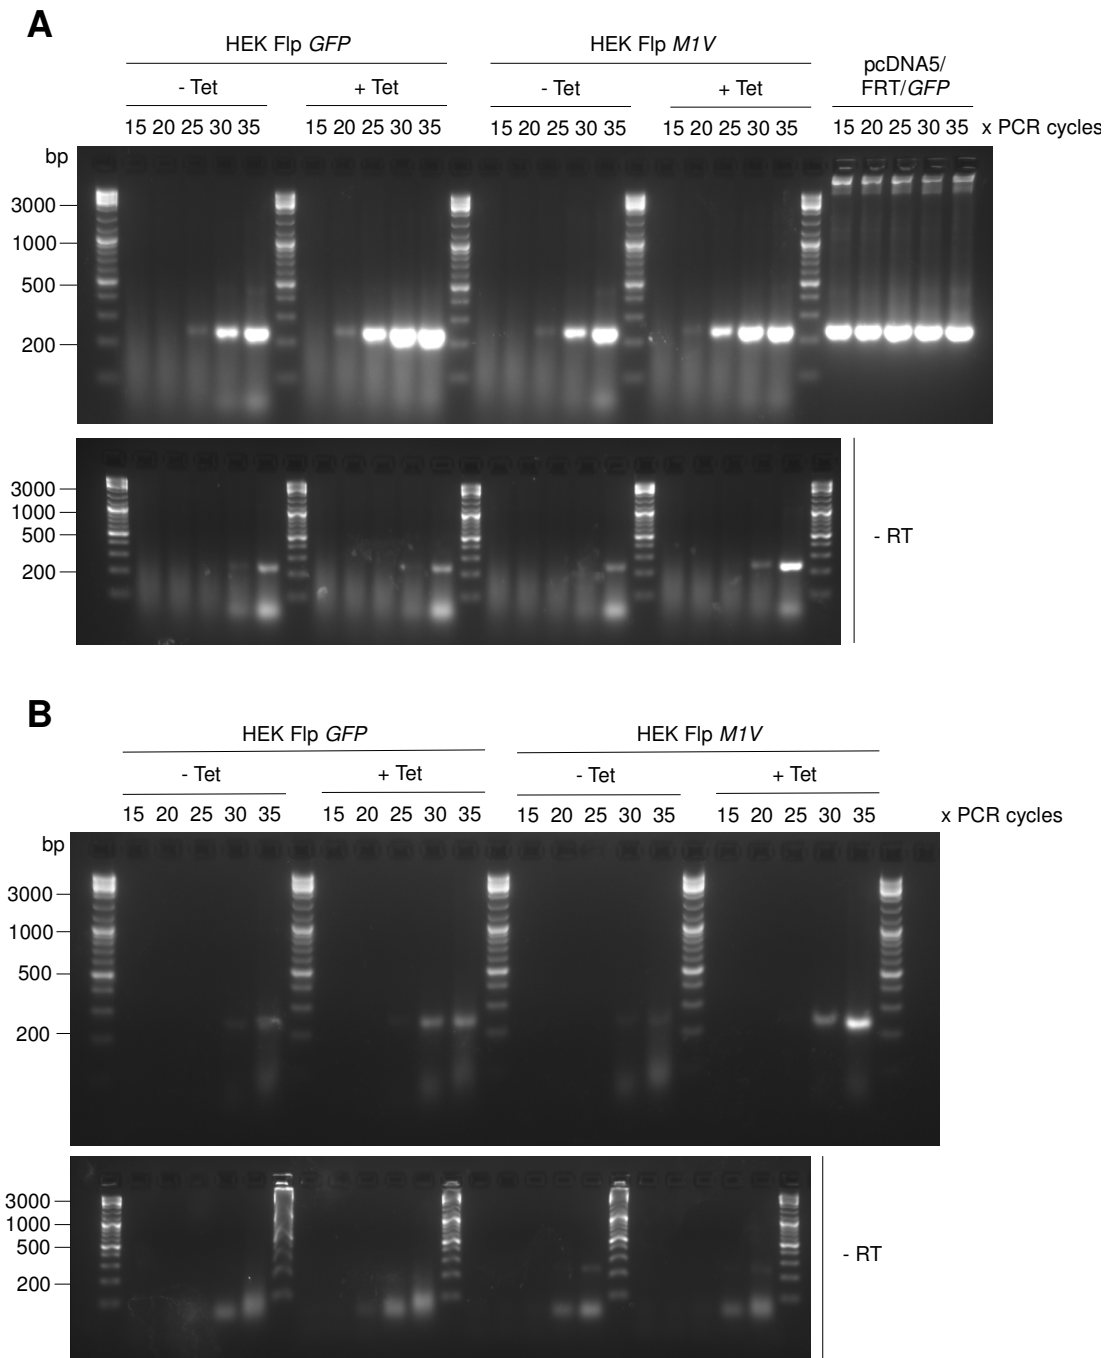 A
HEK Flp GFP
HEK Flp M1V
pcDNA5/
FRT/GFP
- Tet
+ Tet
- Tet
+ Tet
15 20 25 30 35
15 20 25 30 35
15 20 25 30 35
15 20 25 30 35
15 20 25 30 35
x PCR cycles
bp
3000
1000
500
200
3000
1000
500
200
- RT
B
HEK Flp GFP
HEK Flp M1V
- Tet
+ Tet
- Tet
+ Tet
15 20 25 30 35
15 20 25 30 35
15 20 25 30 35
15 20 25 30 35
x PCR cycles
bp
3000
1000
500
200
3000
1000
500
200
- RT